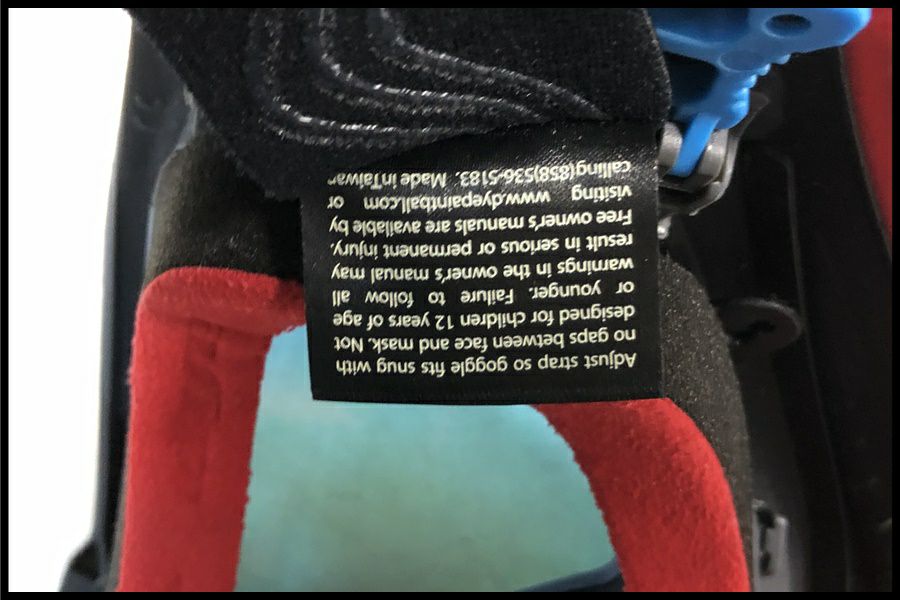 Adjust strap so goggle fits snug with
no gaps between face and mask. Not
designed for children 12 years of age
or younger. Failure to follow all
warnings in the owner's manual may
result in serious or permanent injury.
Free owner's manuals are available by
visiting www.dyepaintball.com or
calling(858)536-5183. Made inTaiwan